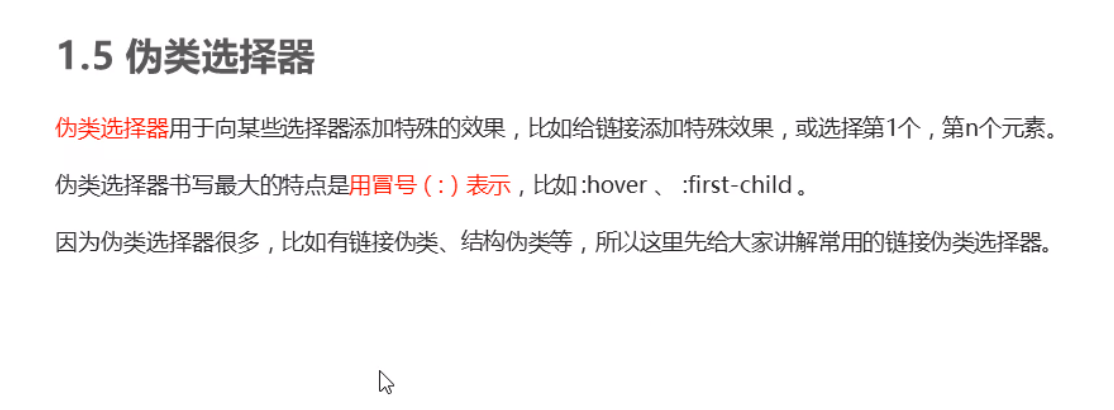 1.5 伪类选择器
伪类选择器用于向某些选择器添加特殊的效果，比如给链接添加特殊效果，或选择第1个，第n个元素。
伪类选择器书写最大的特点是用冒号（:）表示，比如 :hover 、 :first-child 。
因为伪类选择器很多，比如有链接伪类、结构伪类等，所以这里先给大家讲解常用的链接伪类选择器。